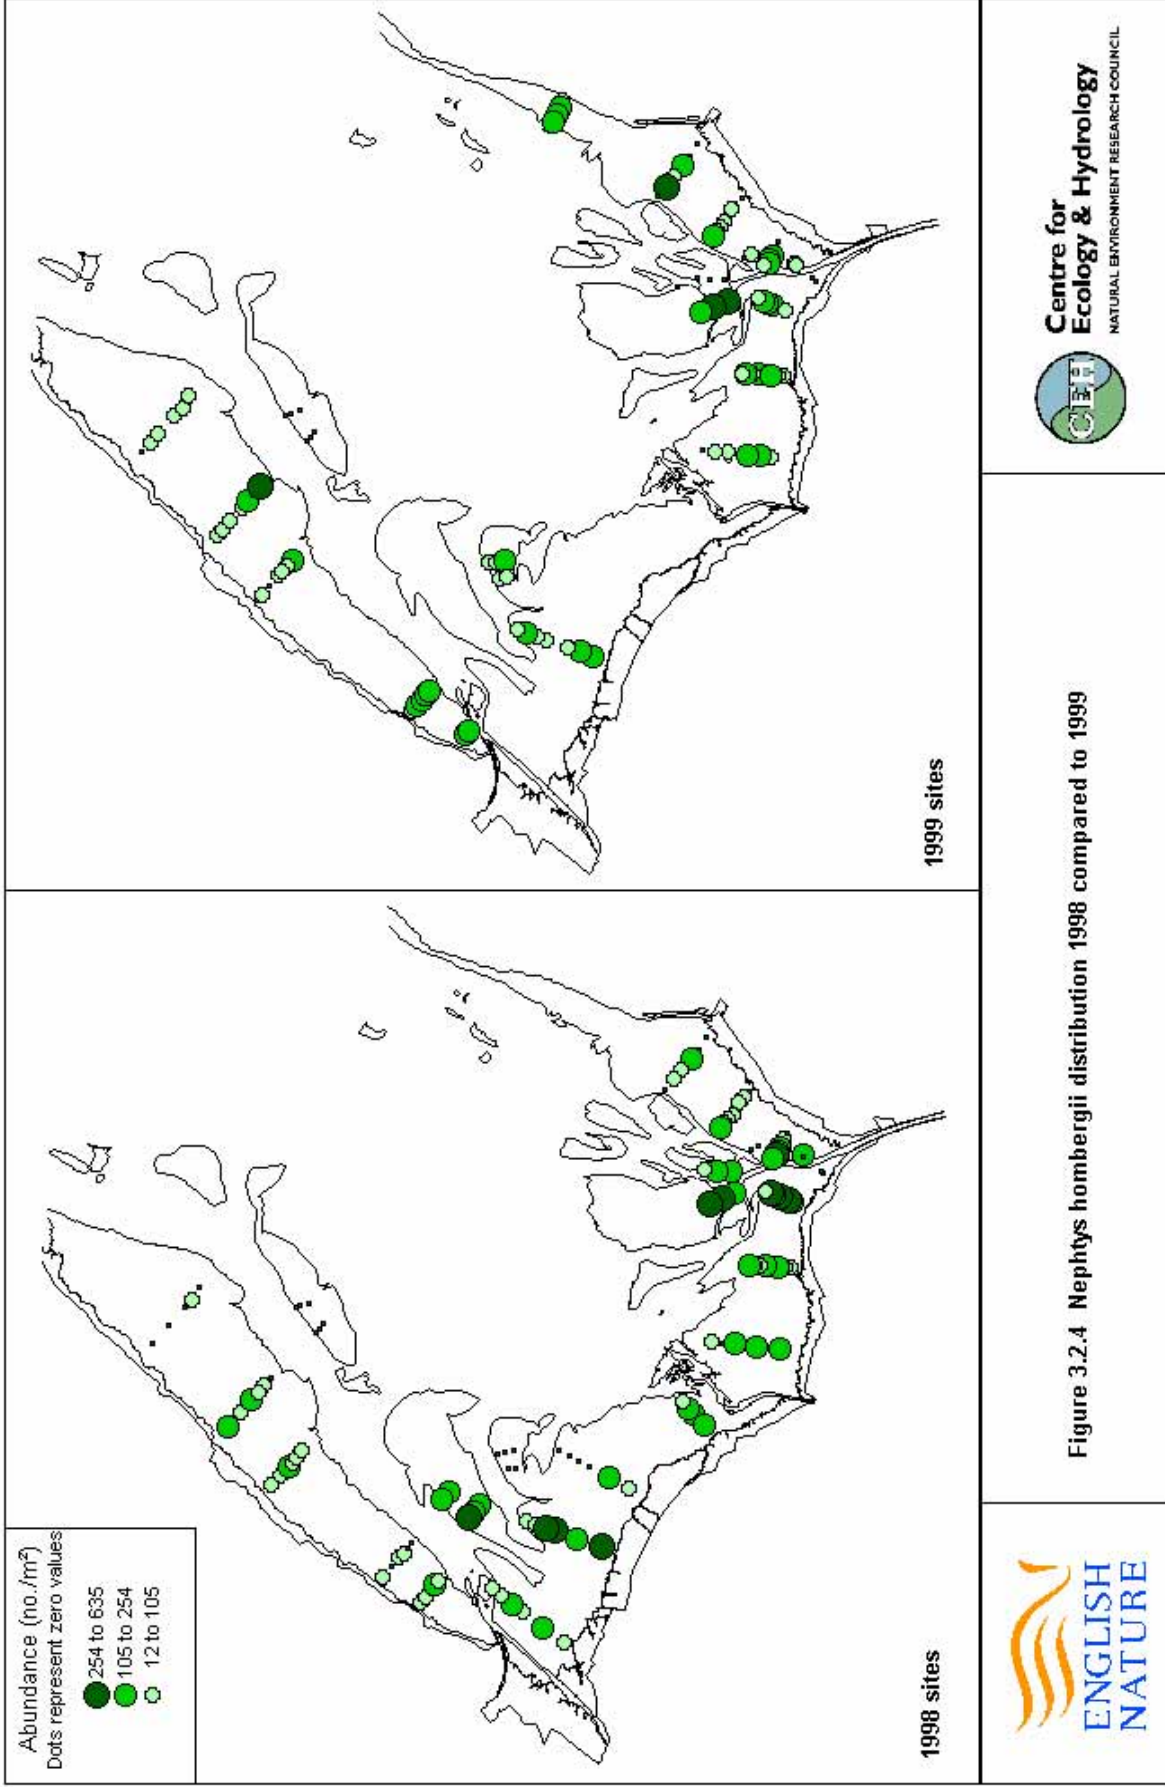 Abundance (no./m²)
Dots represent zero values
254 to 635
105 to 254
12 to 105
1998 sites
1999 sites
ENGLISH
NATURE
Figure 3.2.4 Nephtys hombergii distribution 1998 compared to 1999
CEH
Centre for
Ecology & Hydrology
NATURAL ENVIRONMENT RESEARCH COUNCIL